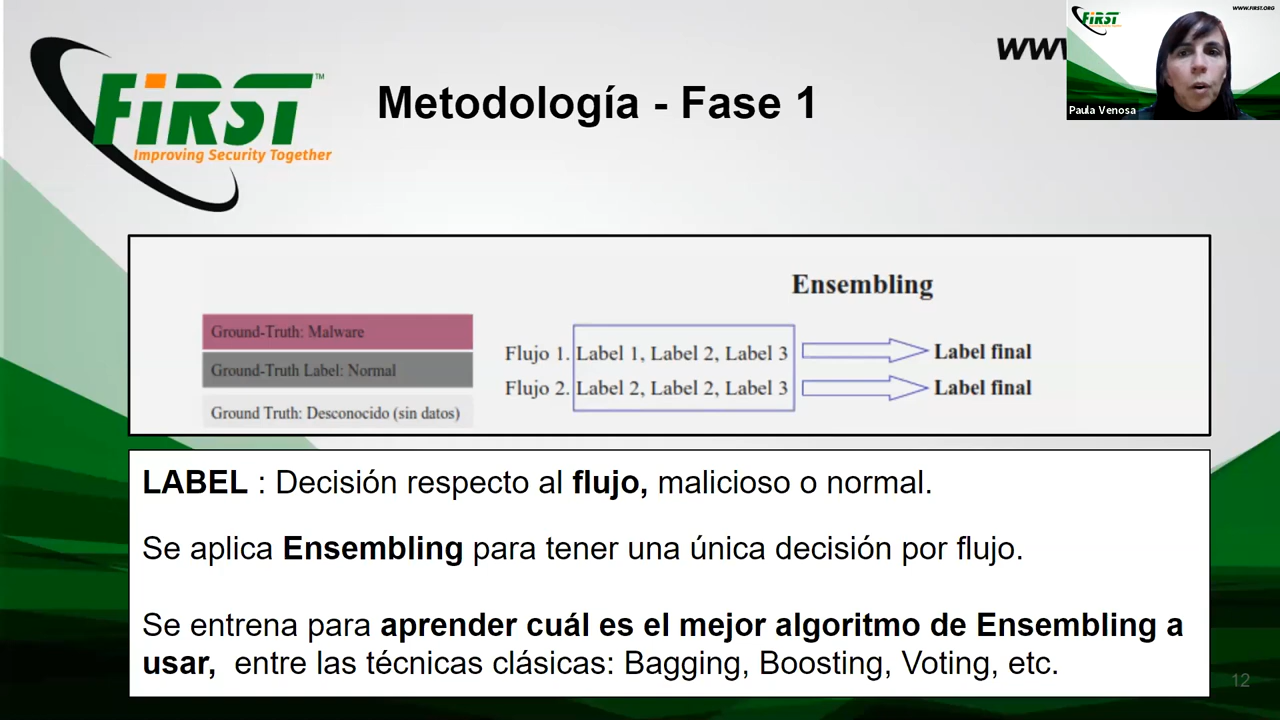 FiRST™
Improving Security Together
Metodología - Fase 1
www
FiRST
WWW.FIRST.ORG
Paula Venosa
Ensembling
Ground-Truth: Malware
Ground-Truth Label: Normal
Ground Truth: Desconocido (sin datos)
Flujo 1. Label 1, Label 2, Label 3 Label final
Flujo 2. Label 2, Label 2, Label 3 Label final
LABEL : Decisión respecto al flujo, malicioso o normal.
Se aplica Ensembling para tener una única decisión por flujo.
Se entrena para aprender cuál es el mejor algoritmo de Ensembling a
usar, entre las técnicas clásicas: Bagging, Boosting, Voting, etc.
12